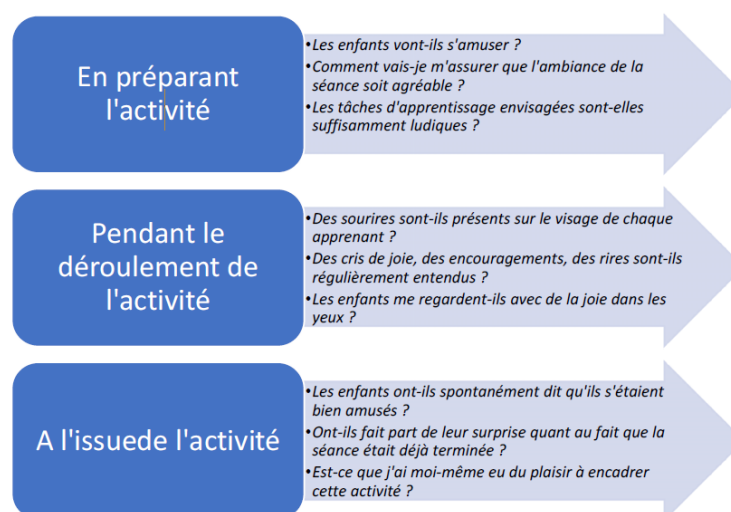 En préparant
l'activité
•Les enfants vont-ils s'amuser ?
•Comment vais-je m'assurer que l'ambiance de la
séance soit agréable ?
•Les tâches d'apprentissage envisagées sont-elles
suffisamment ludiques ?
Pendant le
déroulement de
l'activité
•Des sourires sont-ils présents sur le visage de chaque
apprenant ?
•Des cris de joie, des encouragements, des rires sont-ils
régulièrement entendus ?
•Les enfants me regardent-ils avec de la joie dans les
yeux ?
A l'issuede l'activité
•Les enfants ont-ils spontanément dit qu'ils s'étaient
bien amusés ?
•Ont-ils fait part de leur surprise quant au fait que la
séance était déjà terminée ?
•Est-ce que j'ai moi-même eu du plaisir à encadrer
cette activité ?